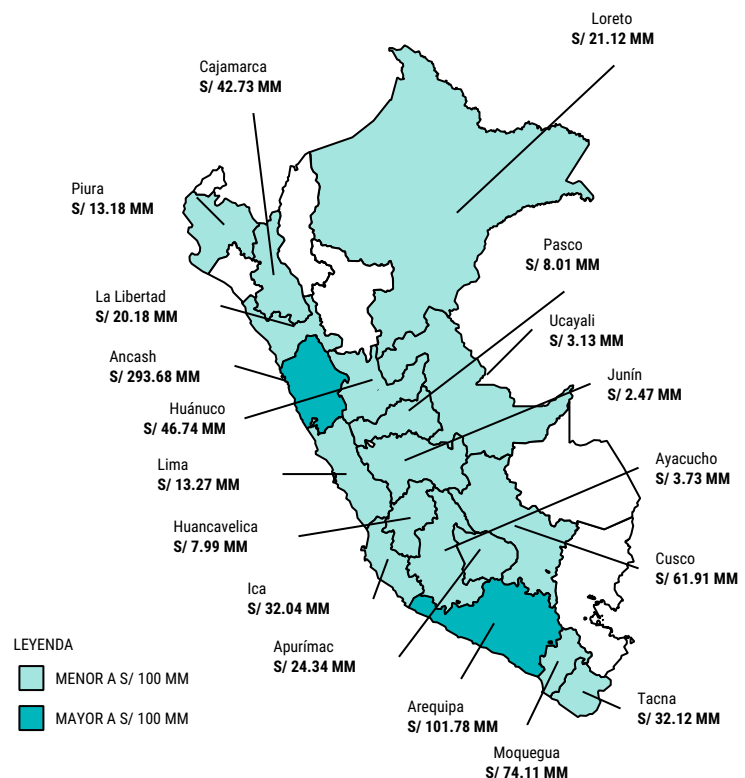 Loreto
S/ 21.12 MM
Cajamarca
S/ 42.73 MM
Piura
S/ 13.18 MM
Pasco
S/ 8.01 MM
La Libertad
S/ 20.18 MM
Ucayali
S/ 3.13 MM
Ancash
S/ 293.68 MM
Junín
S/ 2.47 MM
Huánuco
S/ 46.74 MM
Lima
S/ 13.27 MM
Ayacucho
S/ 3.73 MM
Huancavelica
S/ 7.99 MM
Cusco
S/ 61.91 MM
Ica
S/ 32.04 MM
Apurímac
S/ 24.34 MM
Arequipa
S/ 101.78 MM
Tacna
S/ 32.12 MM
Moquegua
S/ 74.11 MM
LEYENDA
MENOR A S/ 100 MM
MAYOR A S/ 100 MM